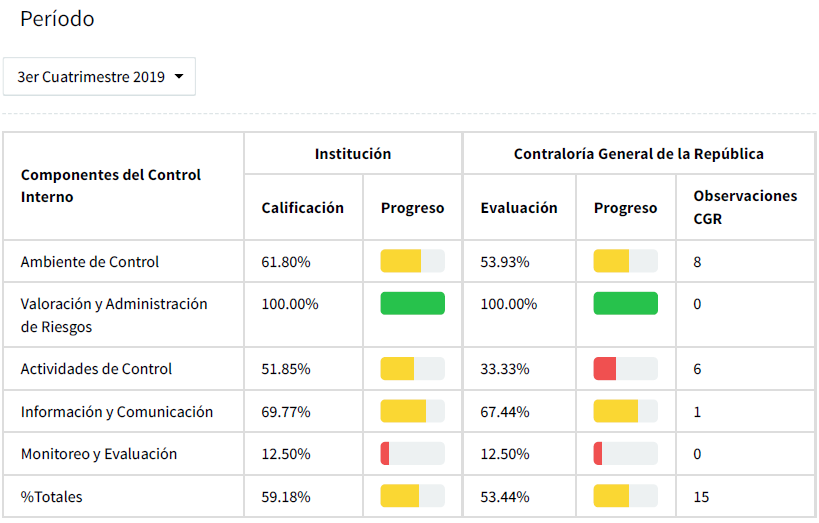 Período
3er Cuatrimestre 2019
Componentes del Control
Interno
Institución
Contraloría General de la República
Calificación
Progreso
Evaluación
Progreso
Observaciones
CGR
Ambiente de Control 61.80% 53.93% 8
Valoración y Administración
de Riesgos
100.00% 100.00% 0
Actividades de Control 51.85% 33.33% 6
Información y Comunicación 69.77% 67.44% 1
Monitoreo y Evaluación 12.50% 12.50% 0
%Totales 59.18% 53.44% 15